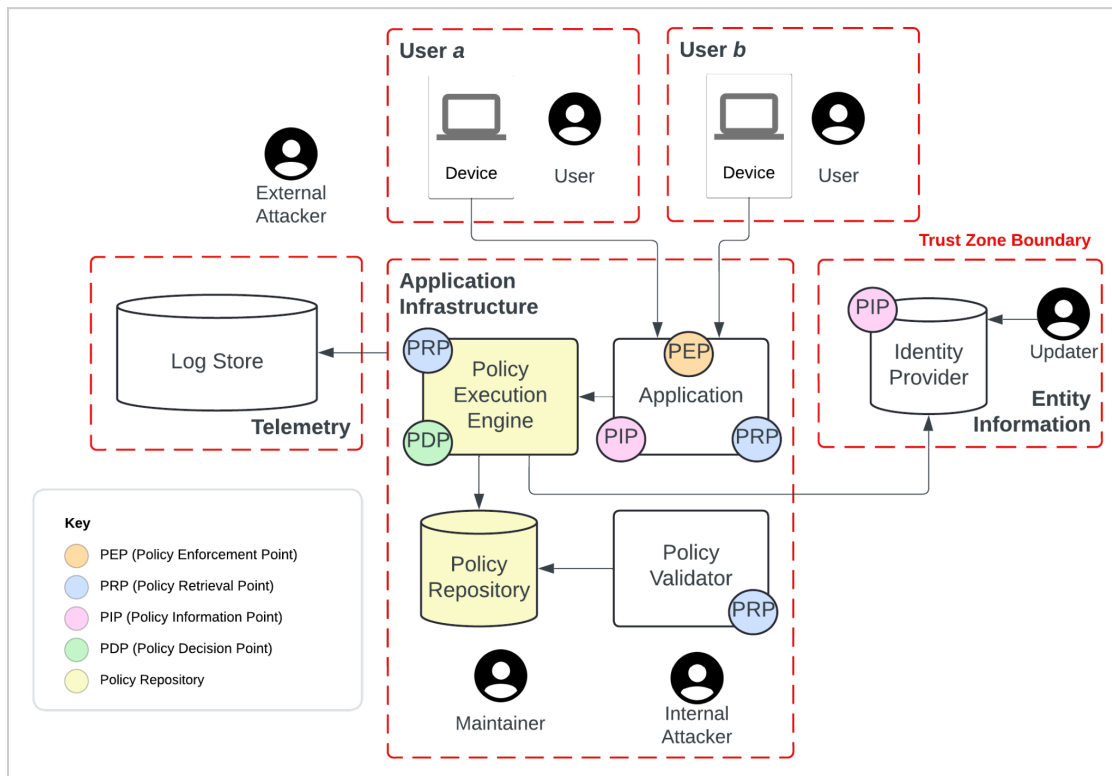 User a
Device
User
User b
Device
User
External
Attacker
Trust Zone Boundary
Log Store
Telemetry
Application
Infrastructure
PRP
Policy
Execution
Engine
PDP
PEP
Application
PIP
PRP
PIP
Identity
Provider
Updater
Entity
Information
Policy
Repository
Policy
Validator
PRP
Maintainer
Internal
Attacker
Key
PEP (Policy Enforcement Point)
PRP (Policy Retrieval Point)
PIP (Policy Information Point)
PDP (Policy Decision Point)
Policy Repository